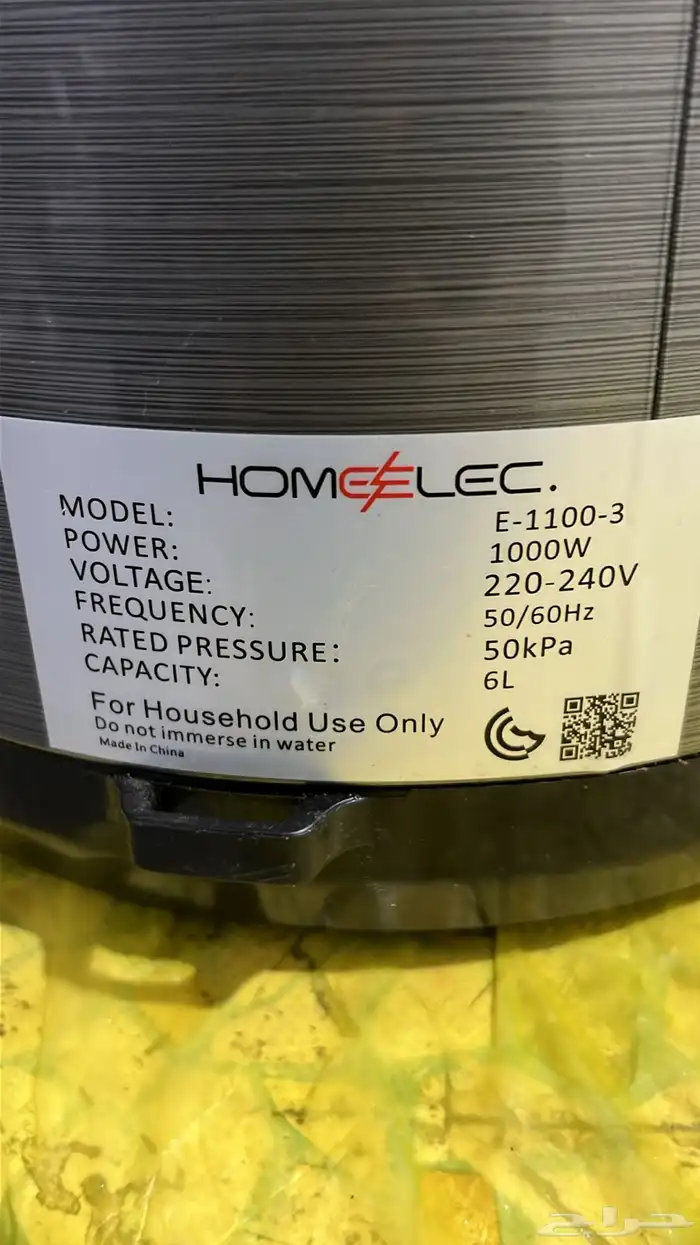 HOMEELEC.
MODEL: E-1100-3
POWER: 1000W
VOLTAGE: 220-240V
FREQUENCY: 50/60Hz
RATED PRESSURE: 50kPa
CAPACITY: 6L
For Household Use Only
Do not immerse in water
Made In China
حراج